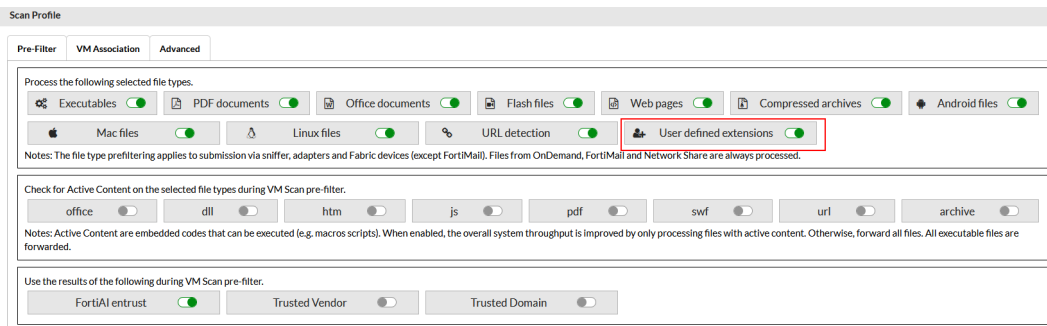 Scan Profile
Pre-Filter VM Association Advanced
Process the following selected file types.
Executables PDF documents Office documents Flash files Web pages Compressed archives Android files
Mac files Linux files URL detection User defined extensions
Notes: The file type prefiltering applies to submission via sniffer, adapters and Fabric devices (except FortiMail). Files from OnDemand, FortiMail and Network Share are always processed.
Check for Active Content on the selected file types during VM Scan pre-filter.
office dll htm js pdf swf url archive
Notes: Active Content are embedded codes that can be executed (e.g. macros scripts). When enabled, the overall system throughput is improved by only processing files with active content. Otherwise, forward all files. All executable files are
forwarded.
Use the results of the following during VM Scan pre-filter.
FortiAI entrust Trusted Vendor Trusted Domain